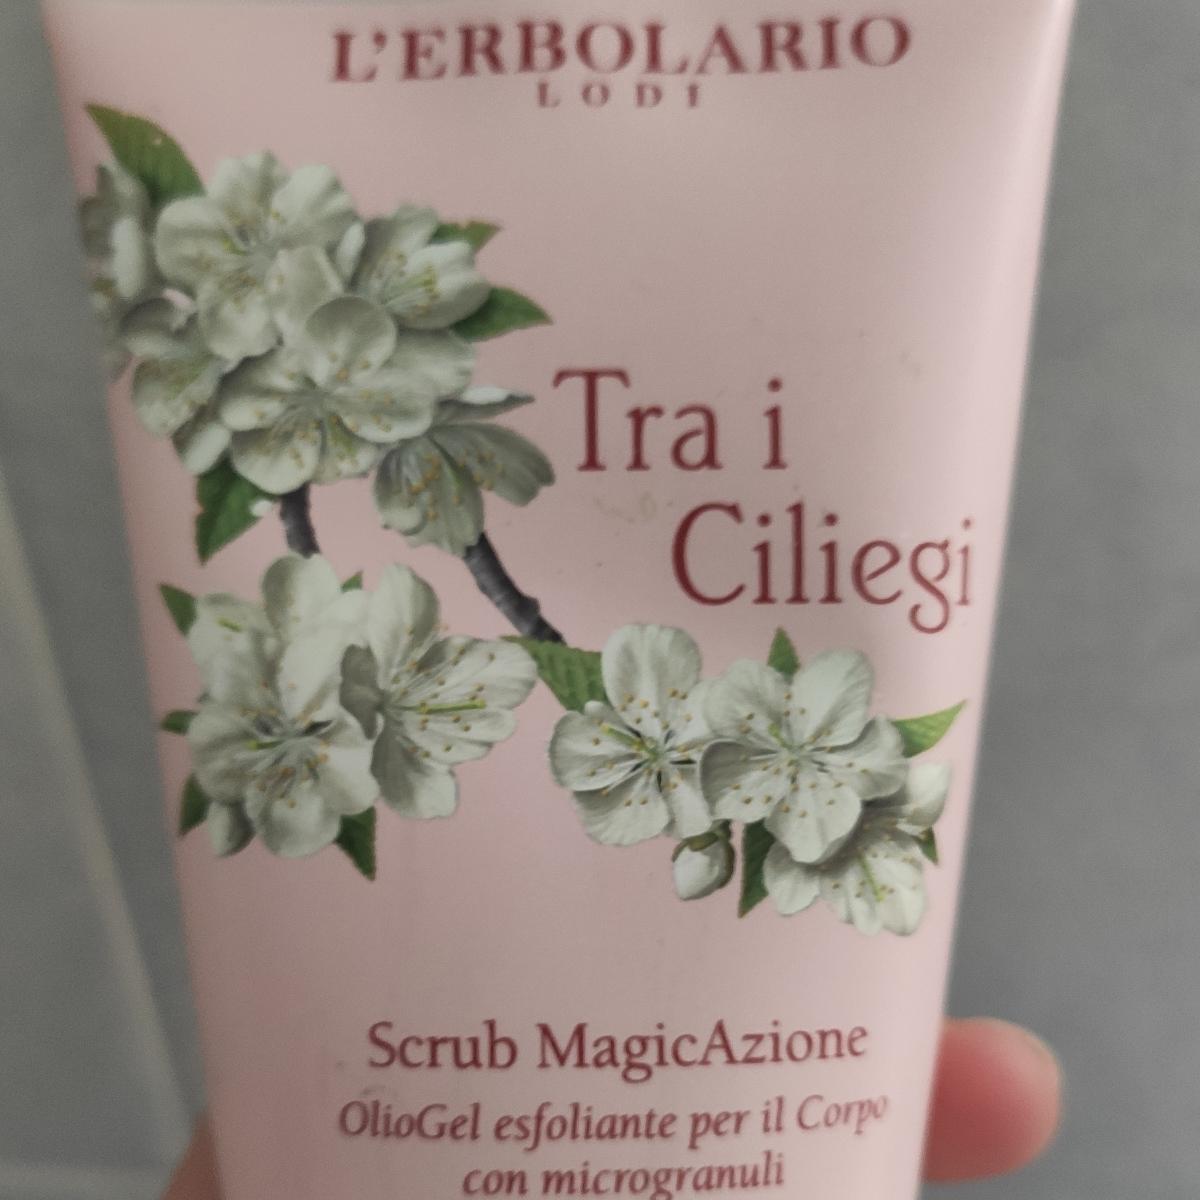 L'ERBOLARIO
LODI
Tra i
Ciliegi
Scrub MagicAzione
OlioGel esfoliante per il Corpo
con microgranuli